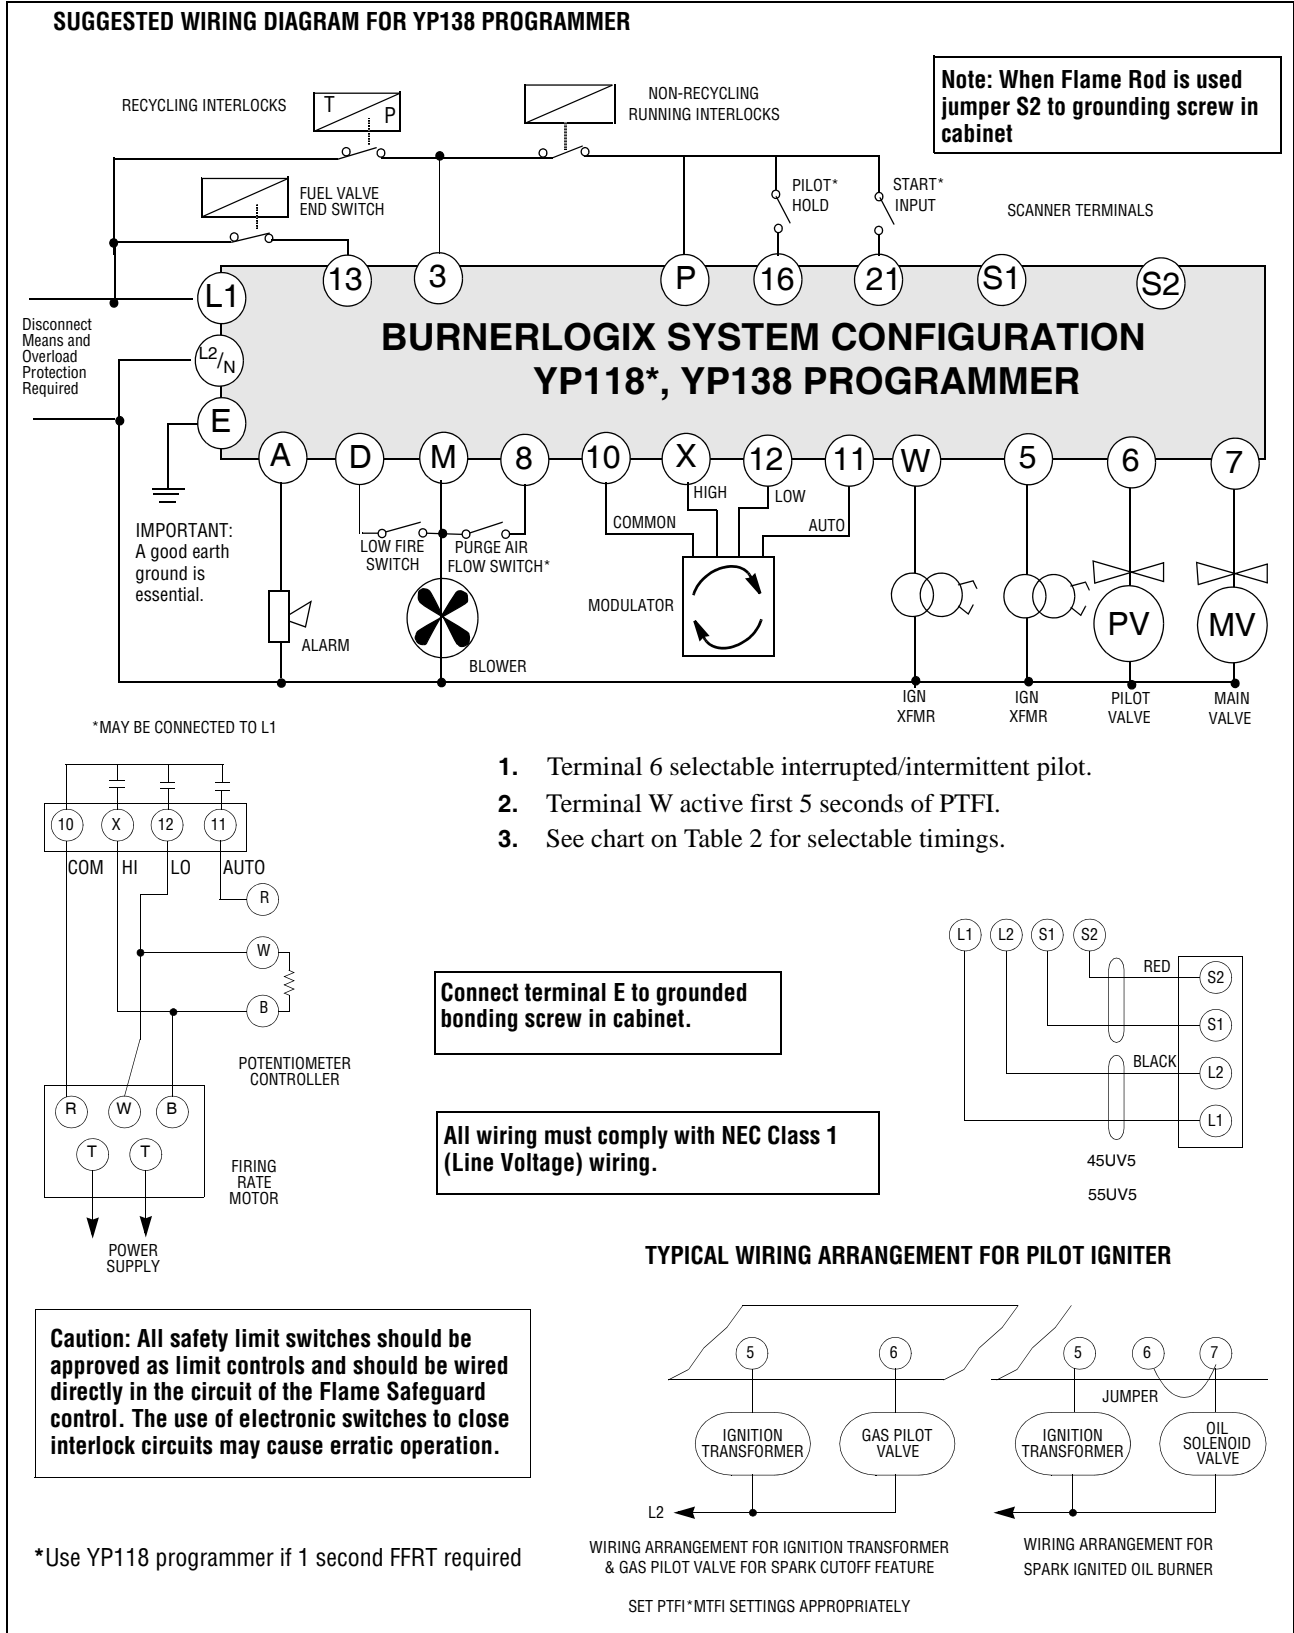 SUGGESTED WIRING DIAGRAM FOR YP138 PROGRAMMER
Note: When Flame Rod is used
jumper S2 to grounding screw in
cabinet
RECYCLING INTERLOCKS
T
P
NON-RECYCLING
RUNNING INTERLOCKS
FUEL VALVE
END SWITCH
PILOT*
HOLD
START*
INPUT
SCANNER TERMINALS
13
3
P
16
21
S1
S2
L1
L2/N
E
Disconnect
Means and
Overload
Protection
Required
BURNERLOGIX SYSTEM CONFIGURATION
YP118*, YP138 PROGRAMMER
A
D
M
8
10
X
12
11
W
5
6
7
HIGH
LOW
COMMON
AUTO
IMPORTANT:
A good earth
ground is
essential.
LOW FIRE
SWITCH
PURGE AIR
FLOW SWITCH*
MODULATOR
ALARM
BLOWER
PV
MV
IGN
XFMR
IGN
XFMR
PILOT
VALVE
MAIN
VALVE
*MAY BE CONNECTED TO L1
1. Terminal 6 selectable interrupted/intermittent pilot.
2. Terminal W active first 5 seconds of PTFI.
3. See chart on Table 2 for selectable timings.
10
X
12
11
COM
HI
LO
AUTO
R
W
B
POTENTIOMETER
CONTROLLER
R
W
B
T
T
FIRING
RATE
MOTOR
POWER
SUPPLY
Connect terminal E to grounded
bonding screw in cabinet.
All wiring must comply with NEC Class 1
(Line Voltage) wiring.
L1
L2
S1
S2
RED
S2
S1
BLACK
L2
L1
45UV5
55UV5
TYPICAL WIRING ARRANGEMENT FOR PILOT IGNITER
Caution: All safety limit switches should be
approved as limit controls and should be wired
directly in the circuit of the Flame Safeguard
control. The use of electronic switches to close
interlock circuits may cause erratic operation.
5
6
5
6
7
JUMPER
IGNITION
TRANSFORMER
GAS PILOT
VALVE
IGNITION
TRANSFORMER
OIL
SOLENOID
VALVE
L2
WIRING ARRANGEMENT FOR IGNITION TRANSFORMER
& GAS PILOT VALVE FOR SPARK CUTOFF FEATURE
WIRING ARRANGEMENT FOR
SPARK IGNITED OIL BURNER
SET PTFI*MTFI SETTINGS APPROPRIATELY
*Use YP118 programmer if 1 second FFRT required